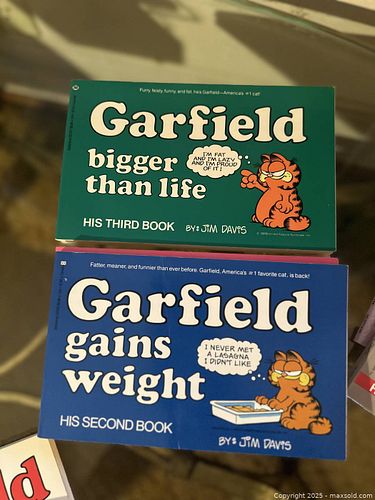 Funny, feisty, funny, and fat, he's Garfield—America's #1 cat!
Garfield
bigger
than life
I'M FAT
AND I'M LAZY
AND I'M PROUD
OF IT!
HIS THIRD BOOK
BY: JIM DAVIS
Fatter, meaner, and funnier than ever before. Garfield, America's #1 favorite cat, is back!
Garfield
gains
weight
I NEVER MET
A LASAGNA
I DIDN'T LIKE
HIS SECOND BOOK
BY: JIM DAVIS
ld
Copyright 2025 - maxsold.com